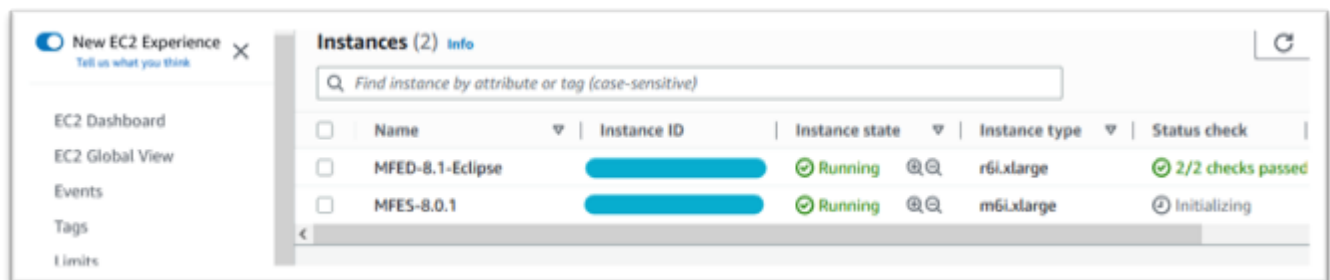 New EC2 Experience
Tell us what you think
EC2 Dashboard
EC2 Global View
Events
Tags
Limits
Instances (2) Info
Find instance by attribute or tag (case-sensitive)
Name Instance ID Instance state Instance type Status check
MFED-8.1-Eclipse Running r6i.xlarge 2/2 checks passed
MFES-8.0.1 Running m6i.xlarge Initializing